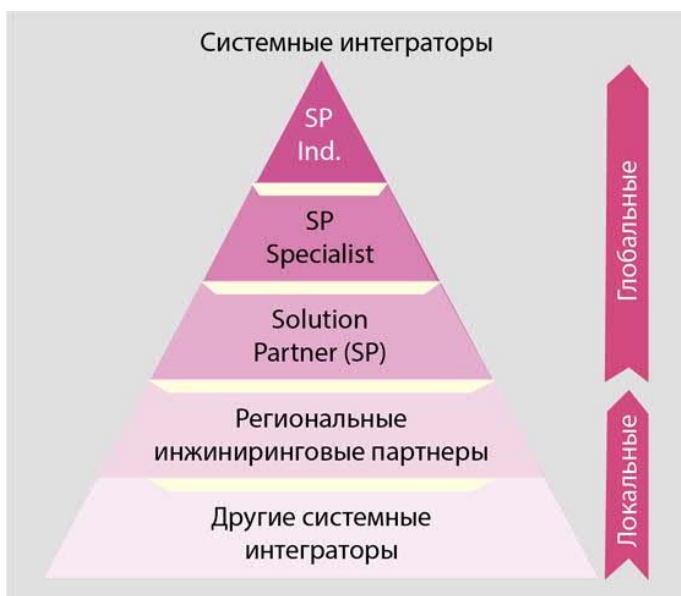 Системные интеграторы
SP
Ind.
SP
Specialist
Solution
Partner (SP)
Региональные
инжиниринговые партнеры
Другие системные
интеграторы
Глобальные
Локальные